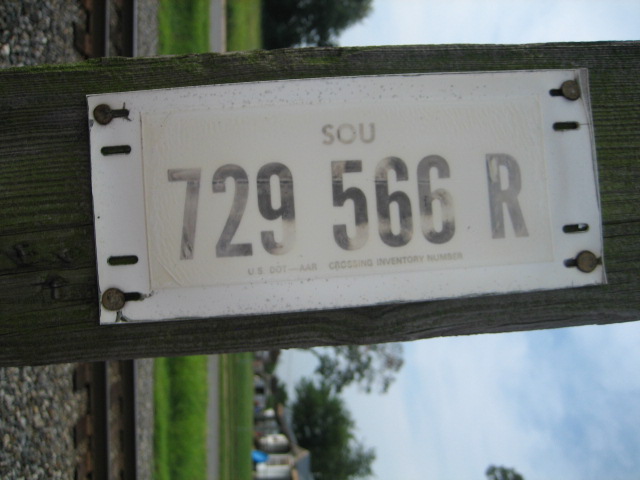 SOU
729 566 R
U.S. DOT—AAR CROSSING INVENTORY NUMBER